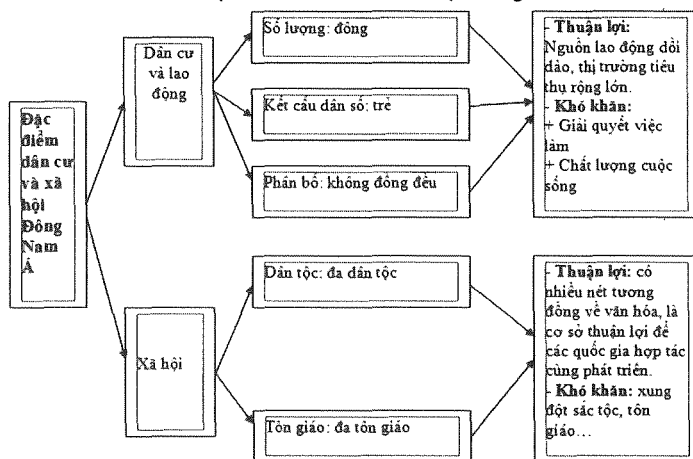 Đặc
điểm
dân cư
và xã
hội
Đông
Nam
Á
Dân cư
và lao
động
Số lượng: đông
Kết cấu dân số: trẻ
Phân bố: không đồng đều
- Thuận lợi:
Nguồn lao động dồi
dào, thị trường tiêu
thụ rộng lớn.
- Khó khăn:
+ Giải quyết việc
làm
+ Chất lượng cuộc
sống
Xã hội
Dân tộc: đa dân tộc
Tôn giáo: đa tôn giáo
- Thuận lợi: có
nhiều nét tương
đồng về văn hóa, là
cơ sở thuận lợi để
các quốc gia hợp tác
cùng phát triển.
- Khó khăn: xung
đột sắc tộc, tôn
giáo...